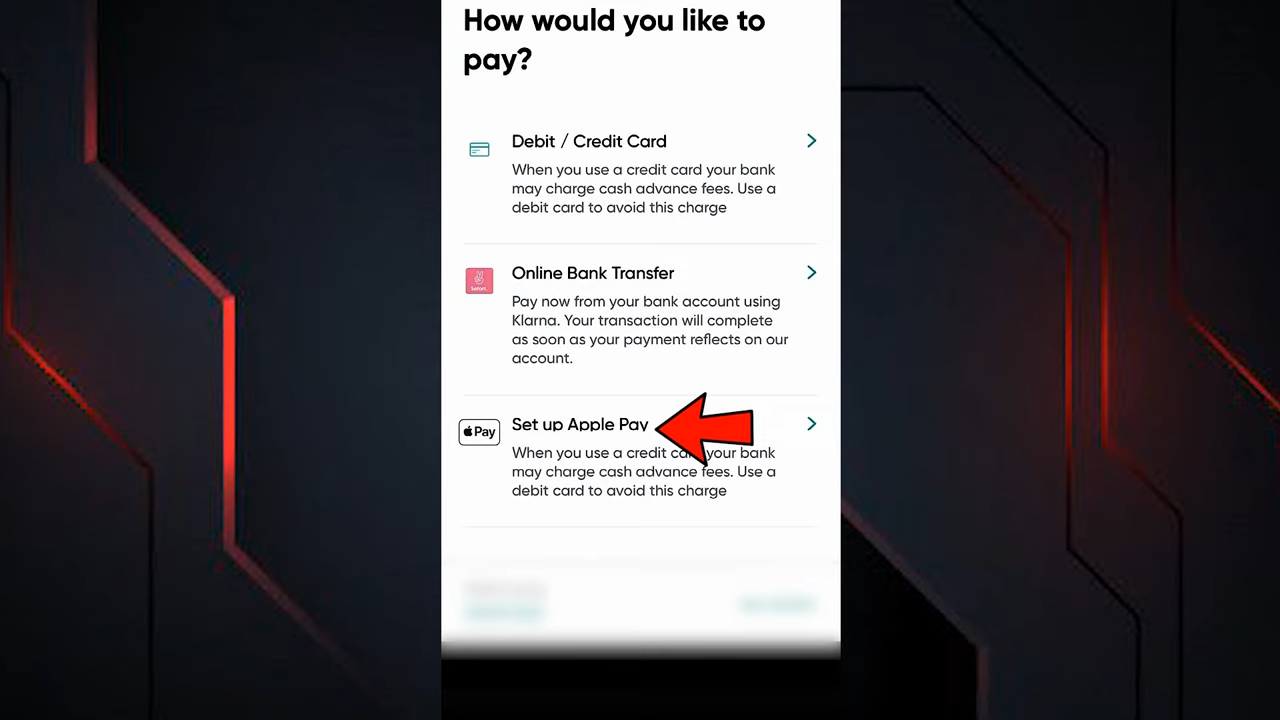 How would you like to
pay?
Debit / Credit Card
When you use a credit card your bank
may charge cash advance fees. Use a
debit card to avoid this charge
Sofort.
Online Bank Transfer
Pay now from your bank account using
Klarna. Your transaction will complete
as soon as your payment reflects on our
account.
Pay
Set up Apple Pay
When you use a credit your bank
may charge cash advance fees. Use a
debit card to avoid this charge